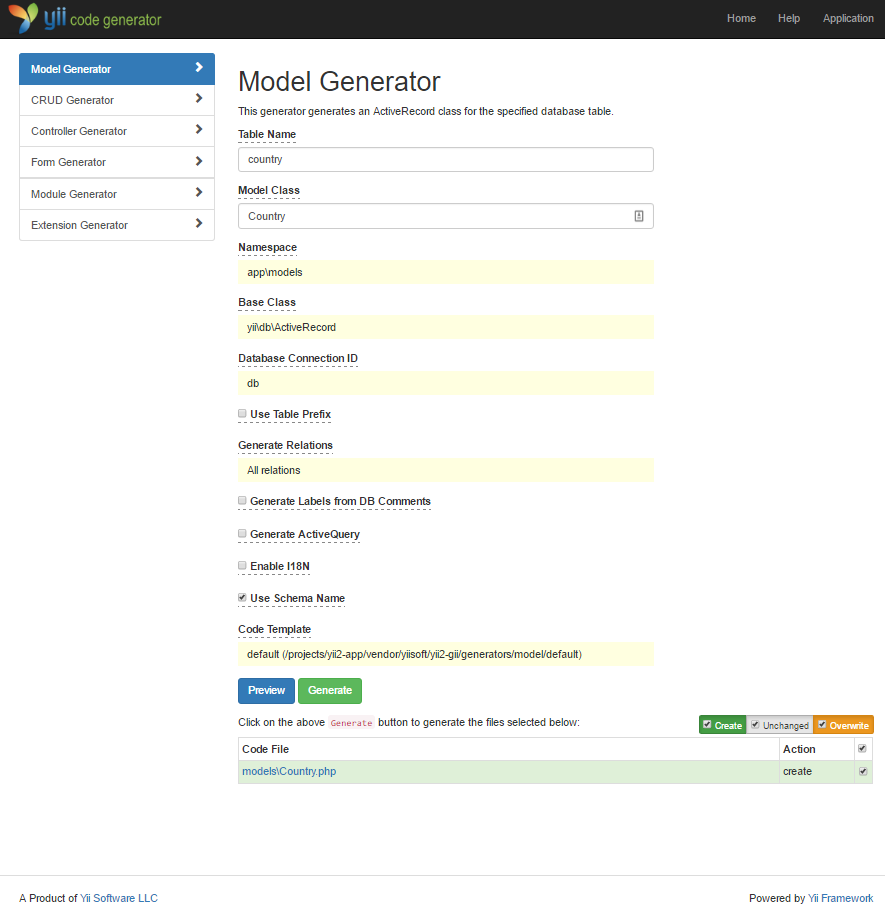 yii code generator
Home Help Application
Model Generator
CRUD Generator
Controller Generator
Form Generator
Module Generator
Extension Generator
Model Generator
This generator generates an ActiveRecord class for the specified database table.
Table Name
country
Model Class
Country
Namespace
app\models
Base Class
yii\db\ActiveRecord
Database Connection ID
db
Use Table Prefix
Generate Relations
All relations
Generate Labels from DB Comments
Generate ActiveQuery
Enable I18N
Use Schema Name
Code Template
default (/projects/yii2-app/vendor/yiisoft/yii2-gii/generators/model/default)
Preview Generate
Click on the above Generate button to generate the files selected below:
Create Unchanged Overwrite
Code File Action
models\Country.php create
A Product of Yii Software LLC
Powered by Yii Framework